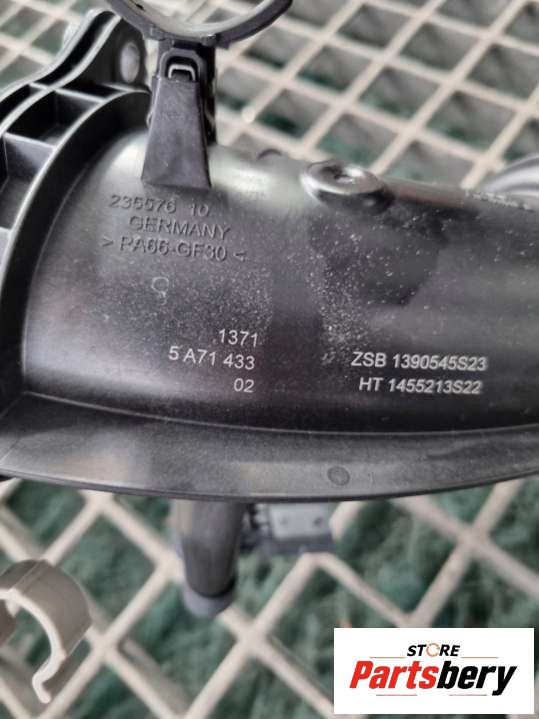 235576 10
GERMANY
> PA66-GF30 <
1371
5 A71 433
02
ZSB 1390545S23
HT 1455213S22
STORE
Partsbery